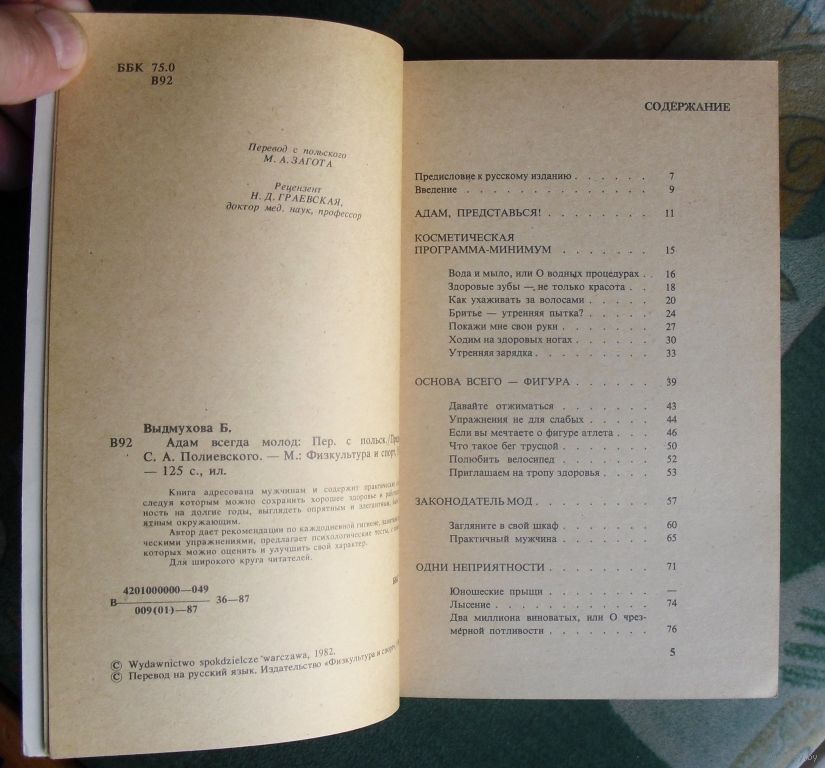 ББК 75.0
В92
Перевод с польского
М. А. ЗАГОТА
Рецензент
Н. Д. ГРАЕВСКАЯ,
доктор мед. наук, профессор
Выдмухова Б.
В92 Адам всегда молод: Пер. с польск./
С. А. Полиевского. — М.: Физкультура и спорт,
— 125 с., ил.
Книга адресована мужчинам и содержит практические
следуя которым можно сохранить хорошее здоровье и
ность на долгие годы, выглядеть опрятным и элегантным,
ятным окружающим.
Автор дает рекомендации по каждодневной гигиене,
ческими упражнениями, предлагает психологические тесты, с
которых можно оценить и улучшить свой характер.
Для широкого круга читателей.
В 4201000000—049
009(01)—87 36—87
© Wydawnictwo spokdzielcze warczawa, 1982.
© Перевод на русский язык. Издательство «Физкультура и спорт»,
СОДЕРЖАНИЕ
Предисловие к русскому изданию . . . . . . 7
Введение . . . . . . . . . . . . . . 9
АДАМ, ПРЕДСТАВЬСЯ! . . . . . . . . 11
КОСМЕТИЧЕСКАЯ
ПРОГРАММА-МИНИМУМ . . . . . . . 15
Вода и мыло, или О водных процедурах . . 16
Здоровые зубы — не только красота . . 18
Как ухаживать за волосами . . . . . 20
Бритье — утренняя пытка? . . . . . 24
Покажи мне свои руки . . . . . . . 27
Ходим на здоровых ногах . . . . . . 30
Утренняя зарядка . . . . . . . . . 33
ОСНОВА ВСЕГО — ФИГУРА . . . . . . 39
Давайте отжиматься . . . . . . . 43
Упражнения не для слабых . . . . . 44
Если вы мечтаете о фигуре атлета . . . 46
Что такое бег трусцой . . . . . . . 50
Полюбить велосипед . . . . . . . 52
Приглашаем на тропу здоровья . . . . 53
ЗАКОНОДАТЕЛЬ МОД . . . . . . . . . 57
Загляните в свой шкаф . . . . . . . 60
Практичный мужчина . . . . . . . 65
ОДНИ НЕПРИЯТНОСТИ . . . . . . . . 71
Юношеские прыщи . . . . . . . . —
Лысение . . . . . . . . . . . . 74
Два миллиона виноватых, или О чрез-
мерной потливости . . . . . . . . 76
5